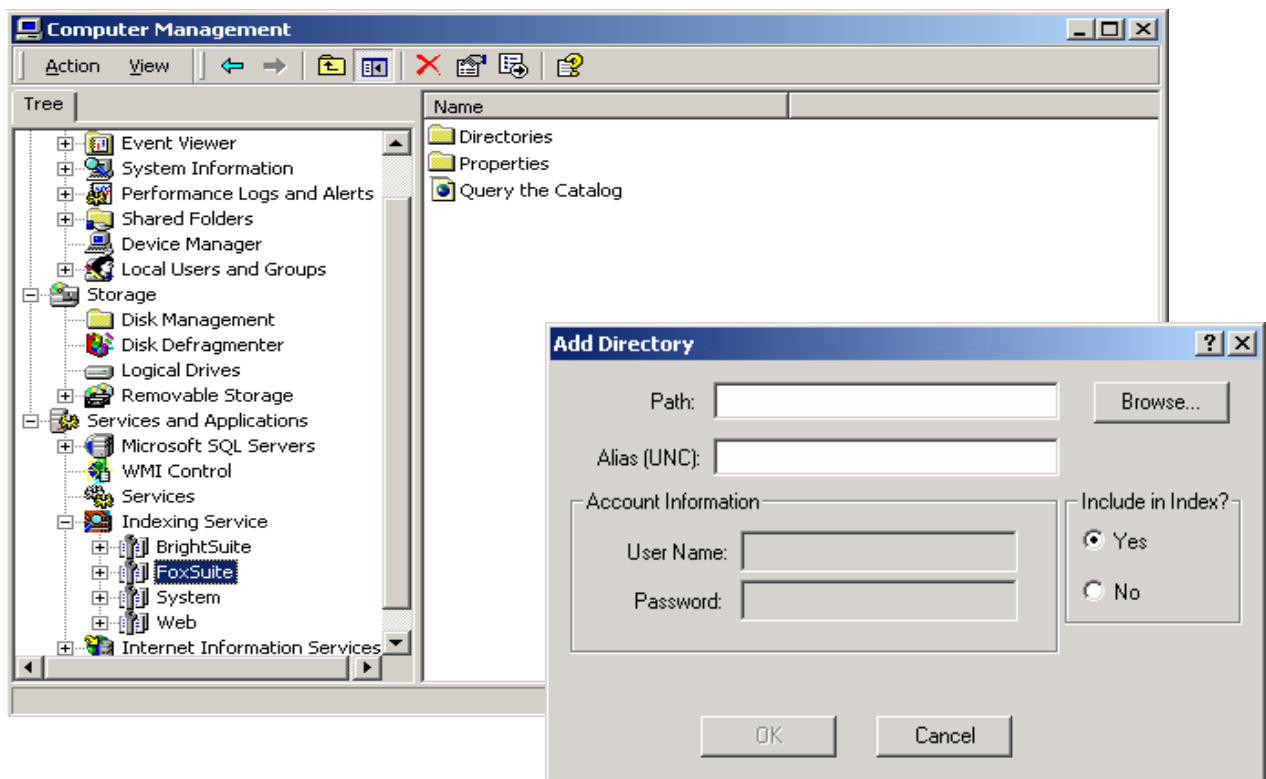 Computer Management
Action View
Tree
Name
Event Viewer
System Information
Performance Logs and Alerts
Shared Folders
Device Manager
Local Users and Groups
Storage
Disk Management
Disk Defragmenter
Logical Drives
Removable Storage
Services and Applications
Microsoft SQL Servers
WMI Control
Services
Indexing Service
BrightSuite
FoxSuite
System
Web
Internet Information Services
Directories
Properties
Query the Catalog
Add Directory
Path:
Browse...
Alias (UNC):
Account Information
User Name:
Password:
Include in Index?
Yes
No
OK
Cancel